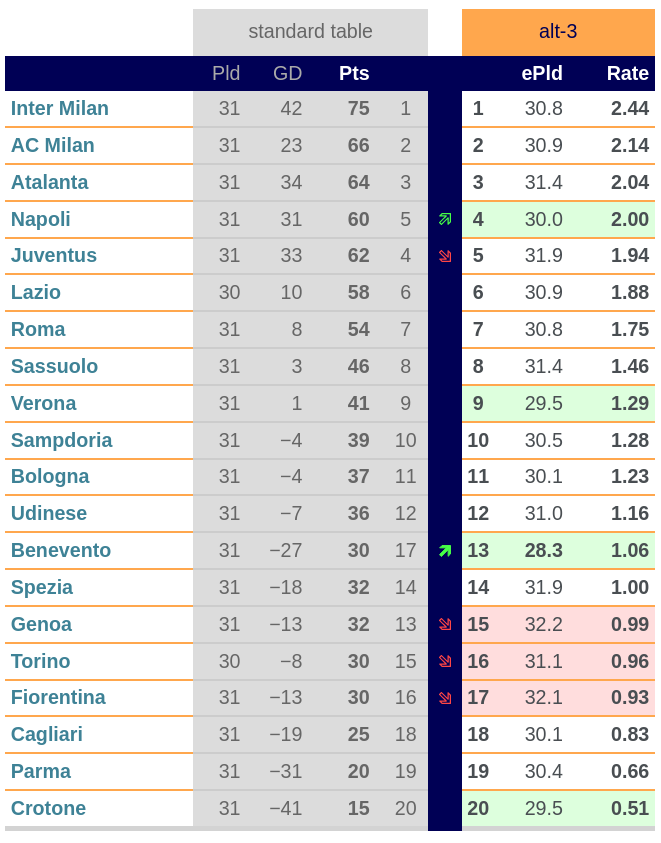 standard table alt-3
Pld GD Pts ePld Rate
Inter Milan 31 42 75 1 1 30.8 2.44
AC Milan 31 23 66 2 2 30.9 2.14
Atalanta 31 34 64 3 3 31.4 2.04
Napoli 31 31 60 5 4 30.0 2.00
Juventus 31 33 62 4 5 31.9 1.94
Lazio 30 10 58 6 6 30.9 1.88
Roma 31 8 54 7 7 30.8 1.75
Sassuolo 31 3 46 8 8 31.4 1.46
Verona 31 1 41 9 9 29.5 1.29
Sampdoria 31 −4 39 10 10 30.5 1.28
Bologna 31 −4 37 11 11 30.1 1.23
Udinese 31 −7 36 12 12 31.0 1.16
Benevento 31 −27 30 17 13 28.3 1.06
Spezia 31 −18 32 14 14 31.9 1.00
Genoa 31 −13 32 13 15 32.2 0.99
Torino 30 −8 30 15 16 31.1 0.96
Fiorentina 31 −13 30 16 17 32.1 0.93
Cagliari 31 −19 25 18 18 30.1 0.83
Parma 31 −31 20 19 19 30.4 0.66
Crotone 31 −41 15 20 20 29.5 0.51